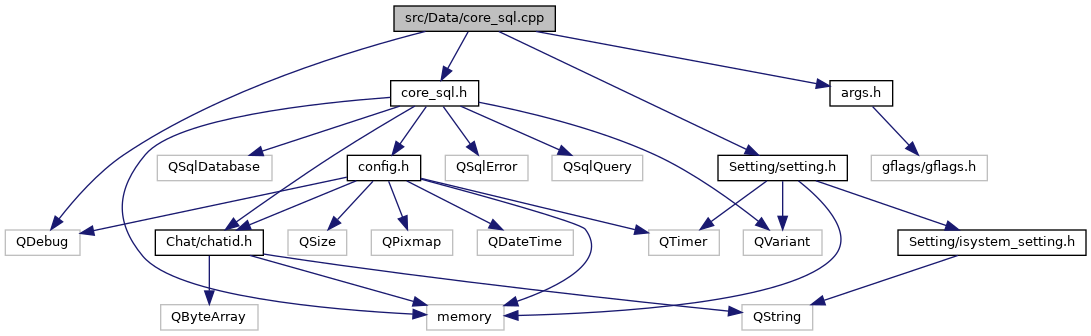 src/Data/core_sql.cpp
core_sql.h
args.h
QSqlDatabase
config.h
QSqlError
QSqlQuery
Setting/setting.h
gflags/gflags.h
QDebug
Chat/chatid.h
QSize
QPixmap
QDateTime
QTimer
QVariant
Setting/isystem_setting.h
QByteArray
memory
QString